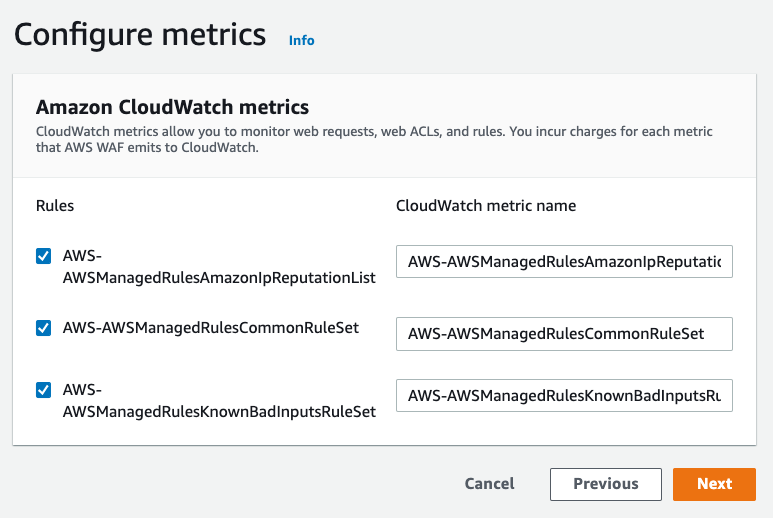 Configure metrics Info
Amazon CloudWatch metrics
CloudWatch metrics allow you to monitor web requests, web ACLs, and rules. You incur charges for each metric
that AWS WAF emits to CloudWatch.
Rules CloudWatch metric name
AWS-
AWSManagedRulesAmazonIpReputationList
AWS-AWSManagedRulesAmazonIpReputatic
AWS-AWSManagedRulesCommonRuleSet
AWS-AWSManagedRulesCommonRuleSet
AWS-
AWSManagedRulesKnownBadInputsRuleSet
AWS-AWSManagedRulesKnownBadInputsRu
Cancel Previous Next